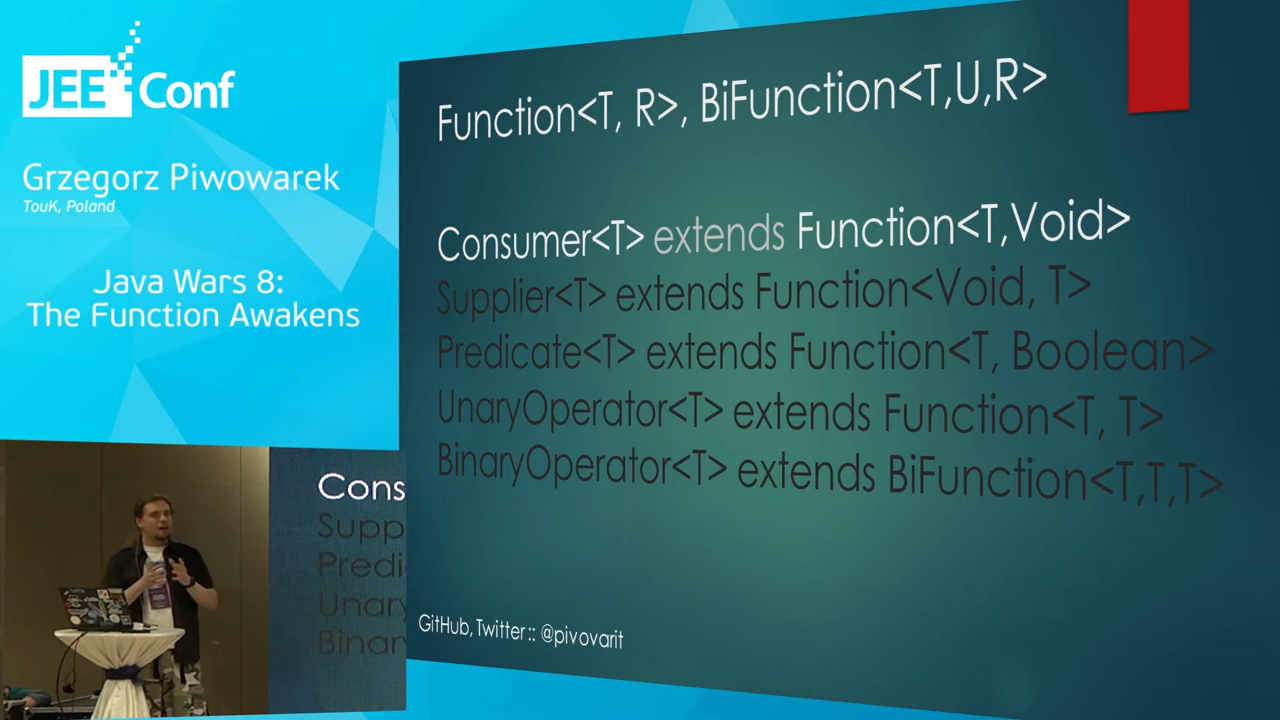 JEE Conf
Grzegorz Piwowarek
TouK, Poland
Java Wars 8:
The Function Awakens
Function<T, R>, BiFunction<T,U,R>
Consumer<T> extends Function<T,Void>
Supplier<T> extends Function<Void, T>
Predicate<T> extends Function<T, Boolean>
UnaryOperator<T> extends Function<T, T>
BinaryOperator<T> extends BiFunction<T,T,T>
GitHub, Twitter :: @pivovarit
Cons
Supp
Predi
Unary
Binar